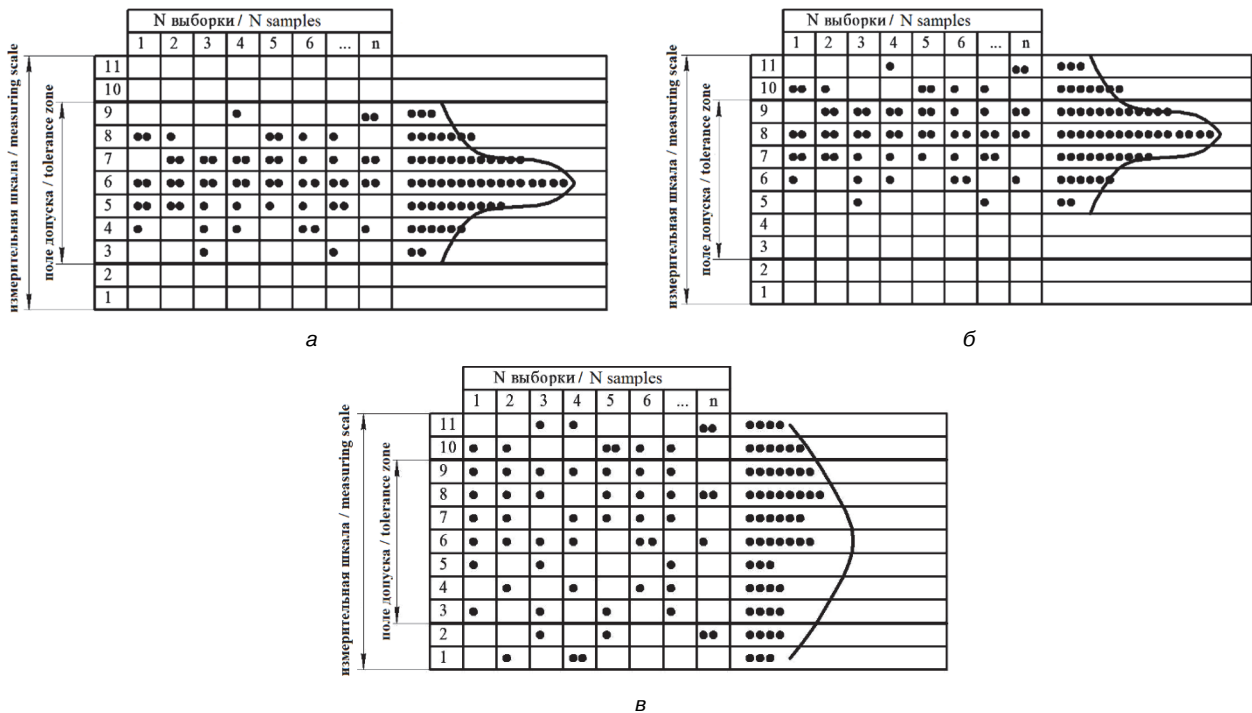 N выборки / N samples
1 2 3 4 5 6 ... n
11
10
9
8
7
6
5
4
3
2
1
измерительная шкала / measuring scale
поле допуска / tolerance zone
а
N выборки / N samples
1 2 3 4 5 6 ... n
11
10
9
8
7
6
5
4
3
2
1
измерительная шкала / measuring scale
поле допуска / tolerance zone
б
N выборки / N samples
1 2 3 4 5 6 ... n
11
10
9
8
7
6
5
4
3
2
1
измерительная шкала / measuring scale
поле допуска / tolerance zone
в